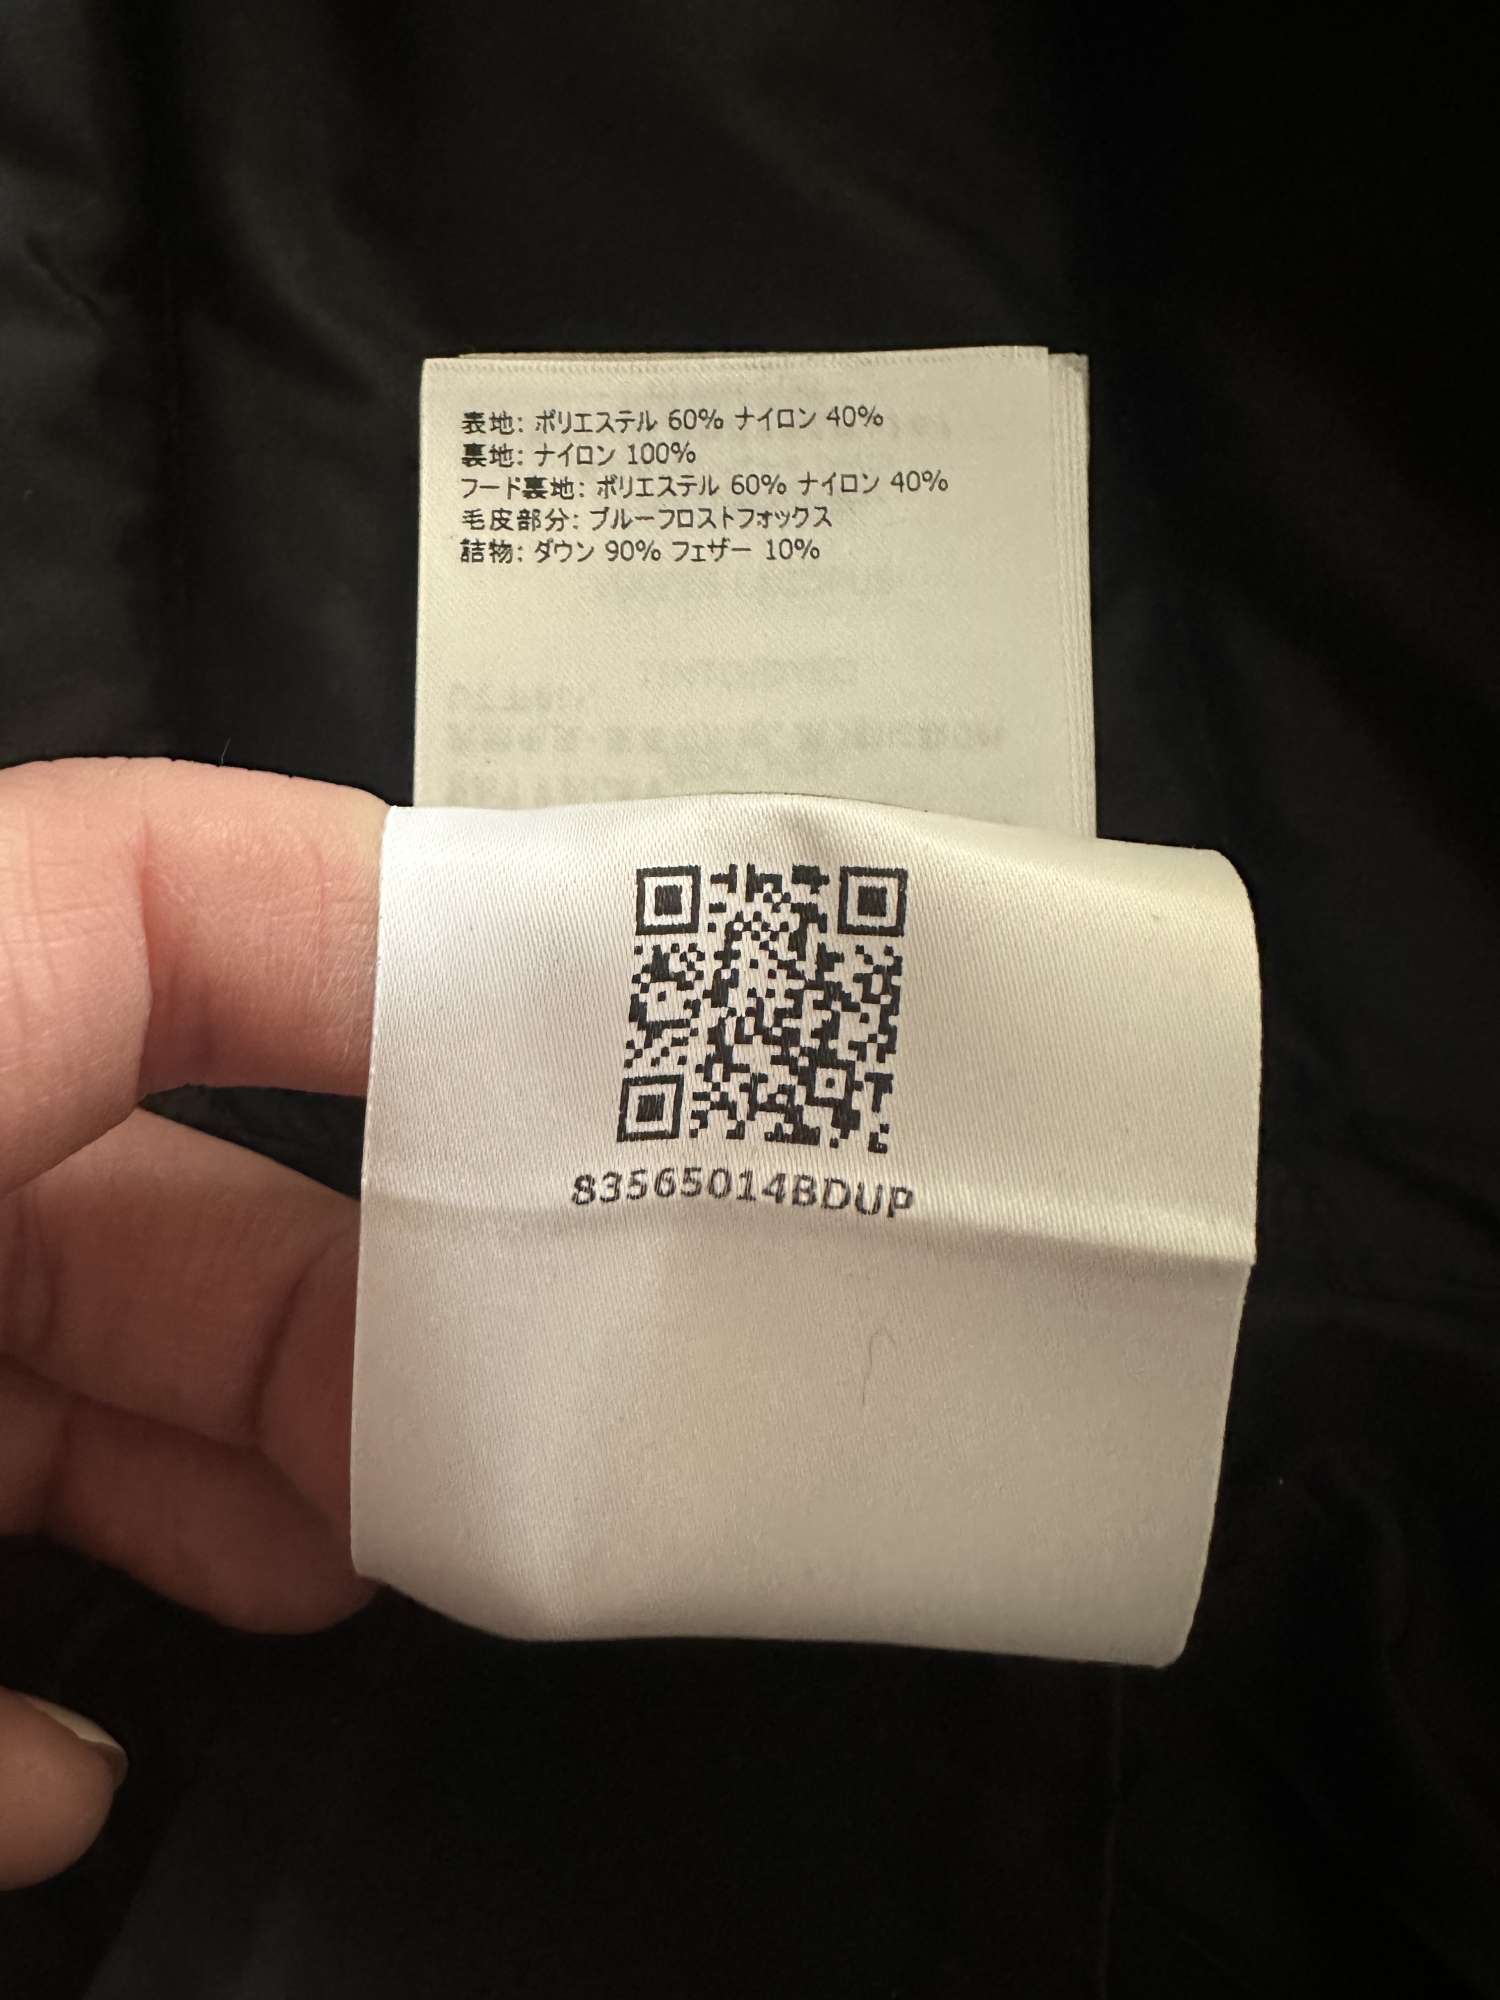 表地: ポリエステル 60% ナイロン 40%
裏地: ナイロン 100%
フード裏地: ポリエステル 60% ナイロン 40%
毛皮部分: ブルーフロストフォックス
詰物: ダウン 90% フェザー 10%
83565014BDUP